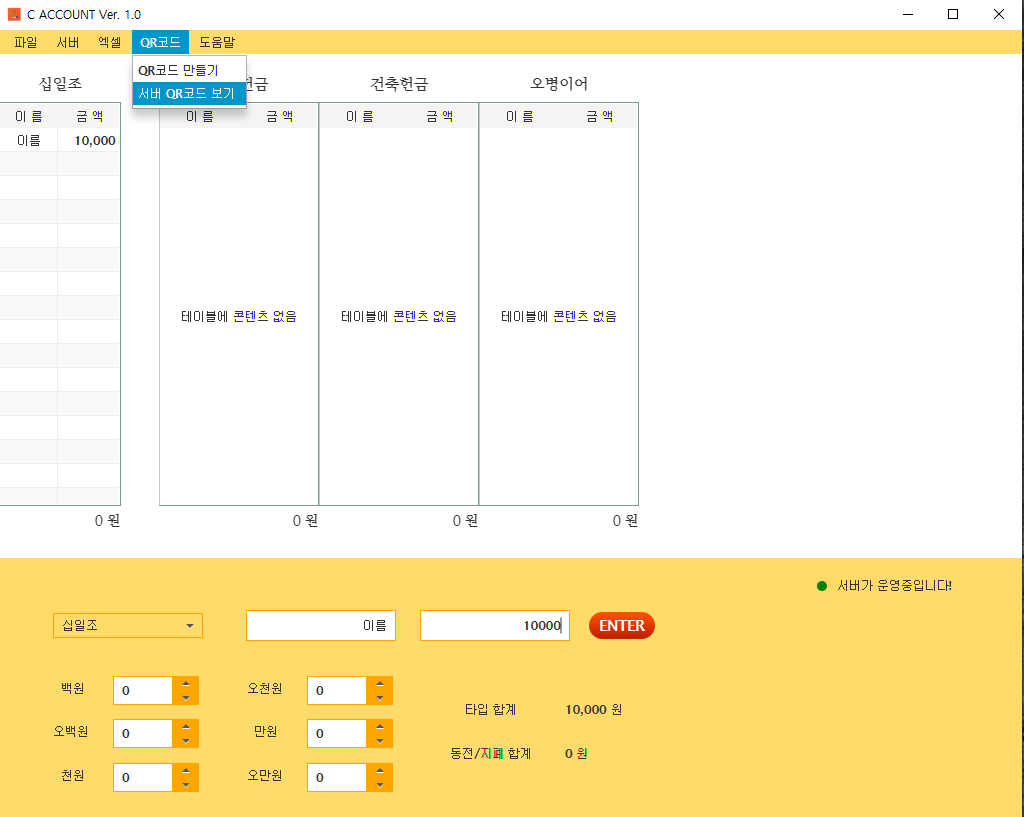 C ACCOUNT Ver. 1.0
파일 서버 엑셀 QR코드 도움말
QR코드 만들기
서버 QR코드 보기
십일조 헌금 건축헌금 오병이어
이 름 금 액 이 름 금 액 이 름 금 액 이 름 금 액
이름 10,000
테이블에 콘텐츠 없음 테이블에 콘텐츠 없음 테이블에 콘텐츠 없음
0 원 0 원 0 원 0 원
서버가 운영중입니다!
십일조 이름 10000 ENTER
백원 0 오천원 0
타입 합계 10,000 원
오백원 0 만원 0
동전/지폐 합계 0 원
천원 0 오만원 0